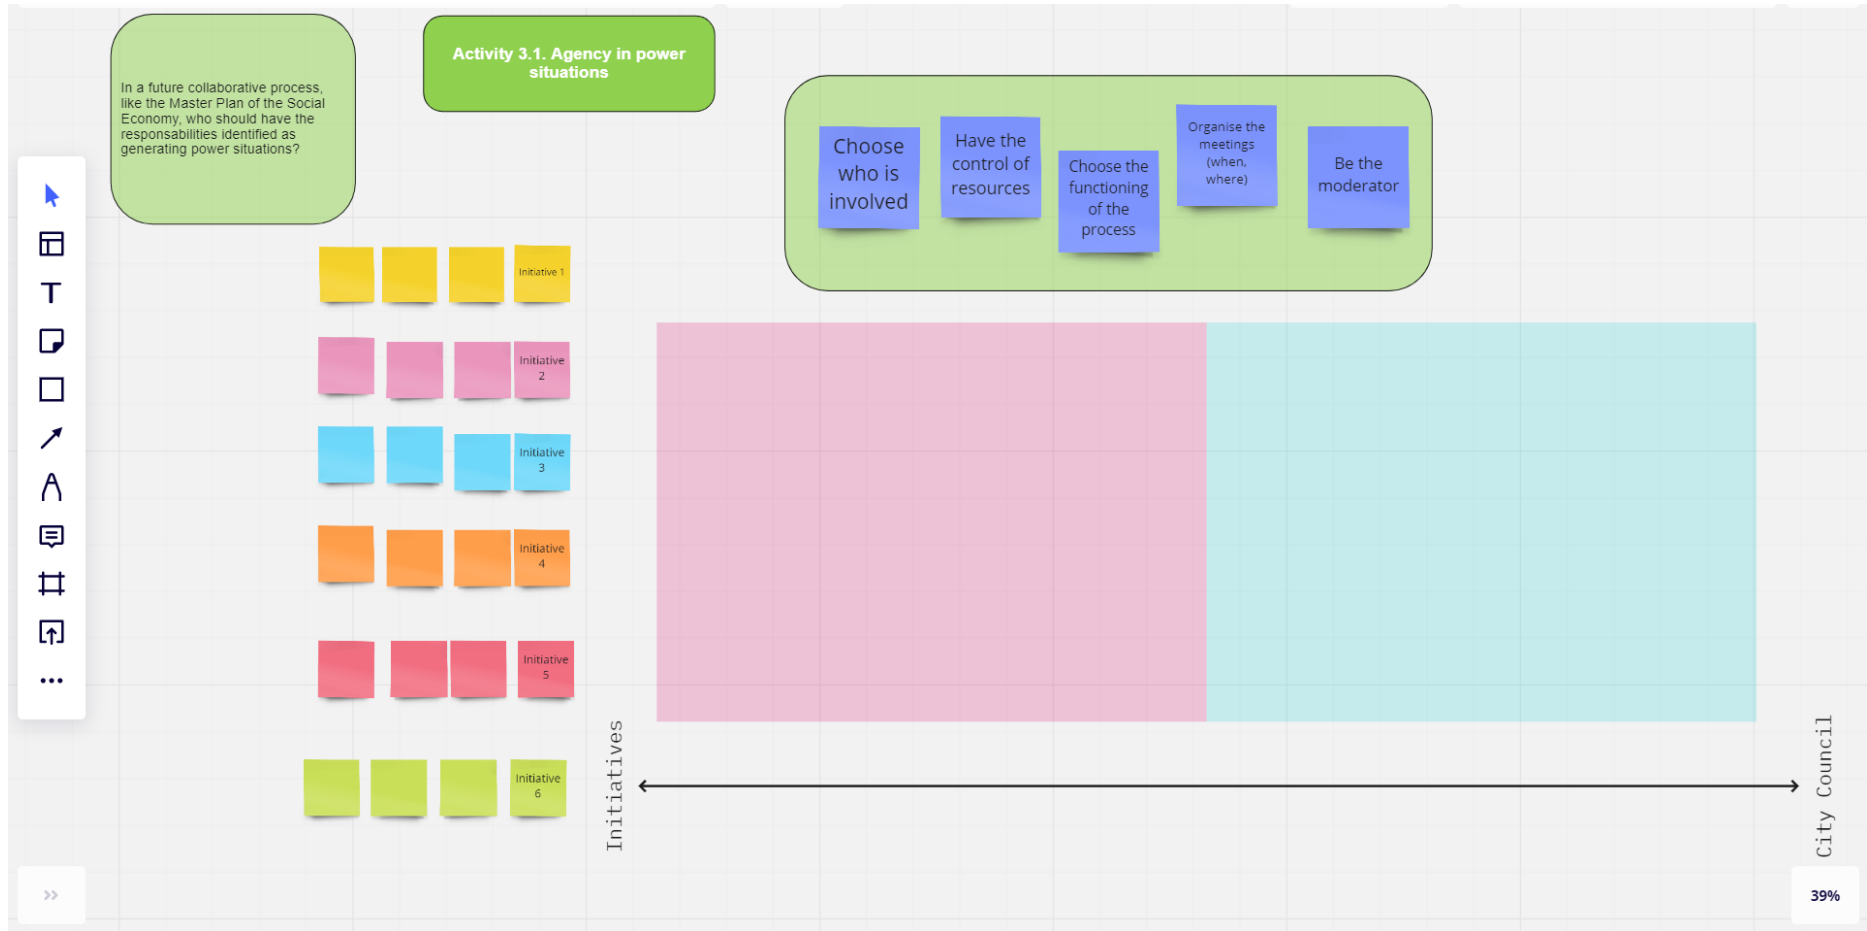 In a future collaborative process,
like the Master Plan of the Social
Economy, who should have the
responsabilities identified as
generating power situations?
Activity 3.1. Agency in power
situations
Choose
who is
involved
Have the
control of
resources
Choose the
functioning
of the
process
Organise the
meetings
(when,
where)
Be the
moderator
Initiative 1
Initiative
2
Initiative
3
Initiative
4
Initiative
5
Initiative
6
Initiatives
City Council
39%